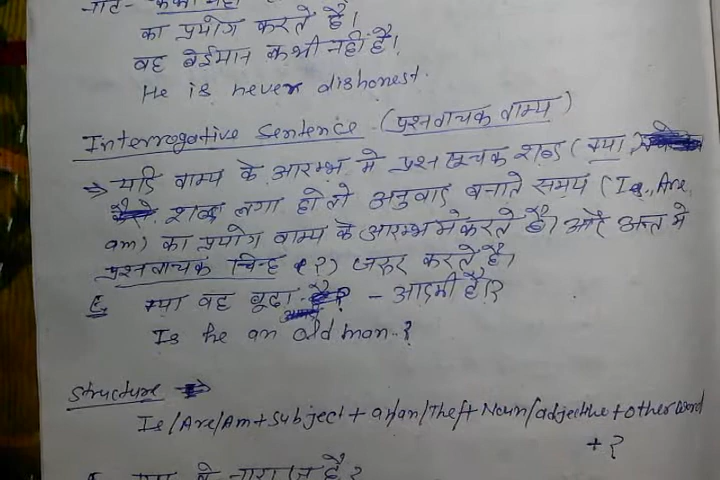 नोट- कभी नहीं
का प्रयोग करते हैं।
वह बेईमान कभी नहीं है।
He is never dishonest.
Interrogative Sentence (प्रश्नवाचक वाक्य)
⇒ यदि वाक्य के आरम्भ मे प्रश्न सूचक शब्द (क्या
शब्द लगा हो तो अनुवाद बनाते समय (Is, Are,
am) का प्रयोग वाक्य के आरम्भ मे करते है। और अन्त मे
प्रश्नवाचक चिन्ह (?) जरुर करते है।
E. क्या वह बूढा - आदमी है।?
Is he an old man.?
Structure ⇒
Is/Are/Am+Subject + a/an/The/+ Noun/adjective + other word
+ ?
क्या वे नाराज है?